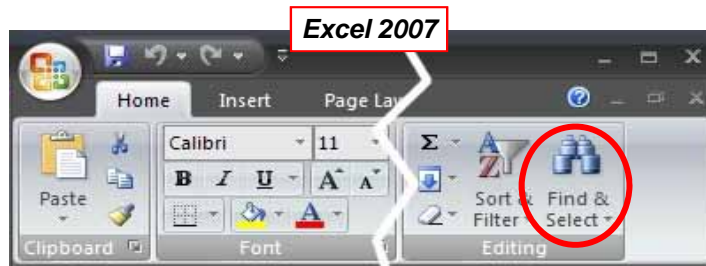 Excel 2007
Home Insert Page Lay
Calibri 11 Σ
B I U A A A Z
Paste Sort & Find &
A Filter Select
Clipboard Font Editing